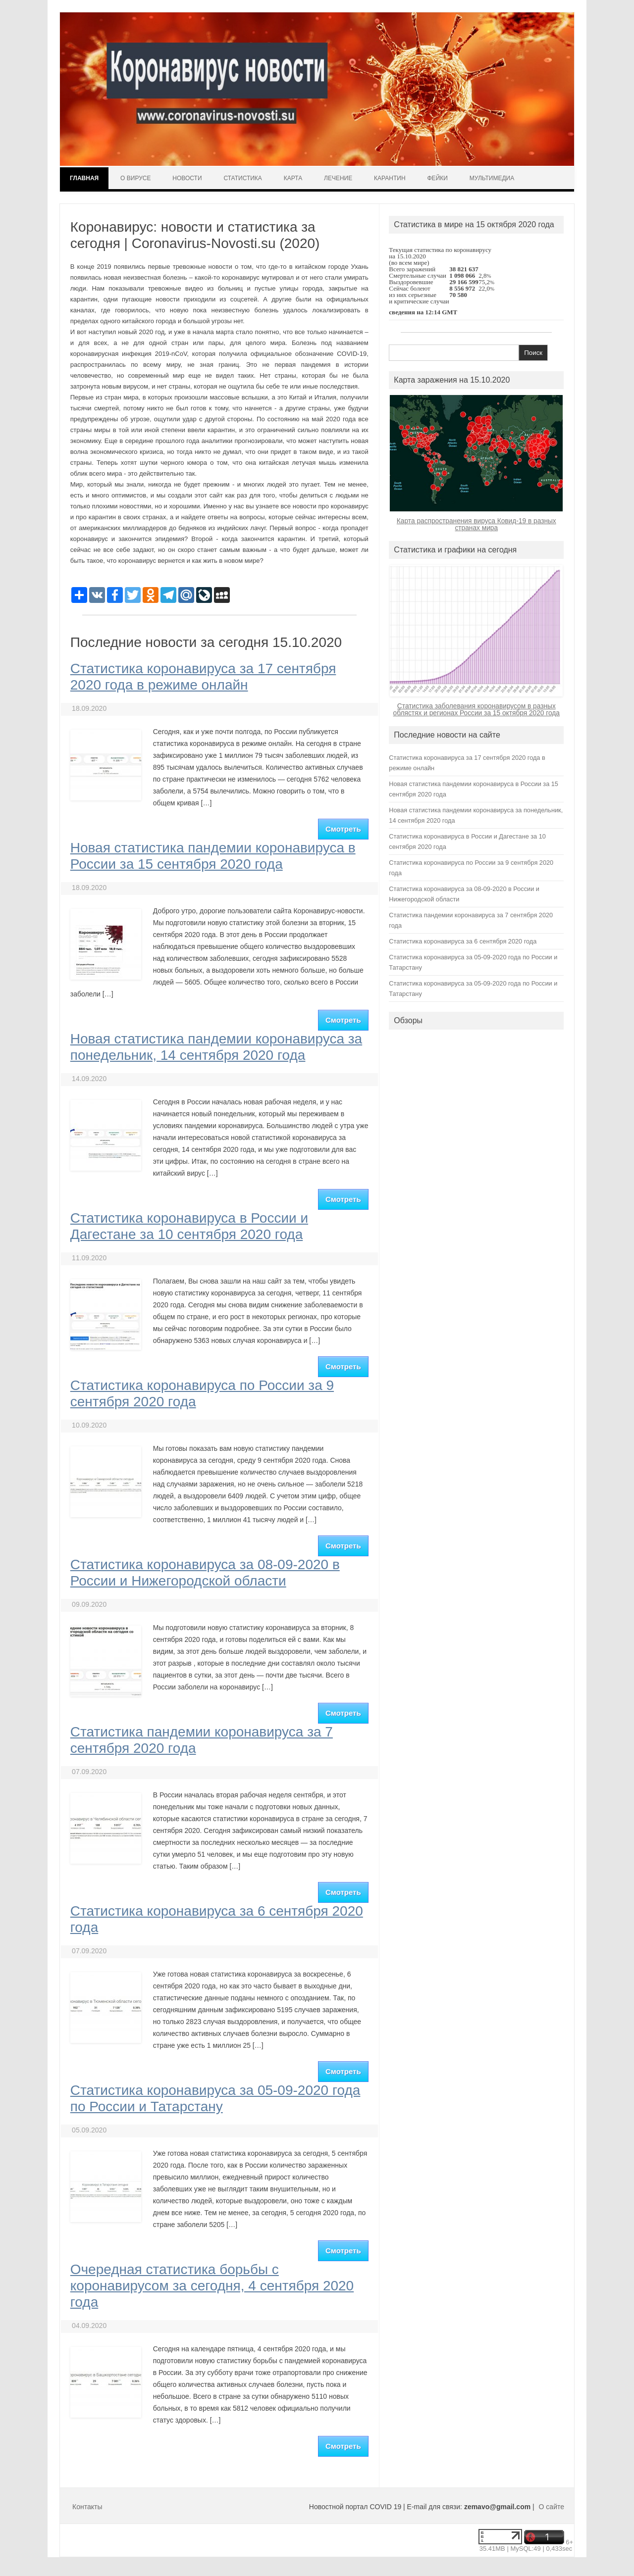 Коронавирус новости
www.coronavirus-novosti.su
ГЛАВНАЯ О ВИРУСЕ НОВОСТИ СТАТИСТИКА КАРТА ЛЕЧЕНИЕ КАРАНТИН ФЕЙКИ МУЛЬТИМЕДИА
Коронавирус: новости и статистика за
сегодня | Coronavirus-Novosti.su (2020)
В конце 2019 появились первые тревожные новости о том, что где-то в китайском городе Ухань
появилась новая неизвестная болезнь – какой-то коронавирус мутировал и от него стали умирать
люди. Нам показывали тревожные видео из больниц и пустые улицы города, закрытые на
карантин, одни пугающие новости приходили из соцсетей. А другие были на официальных
каналах, где говорилось, что новую пока неизвестную болезнь удалось локализировать в
пределах одного китайского города и большой угрозы нет.
И вот наступил новый 2020 год, и уже в начала марта стало понятно, что все только начинается –
и для всех, а не для одной стран или пары, для целого мира. Болезнь под названием
коронавирусная инфекция 2019-nCoV, которая получила официальное обозначение COVID-19,
распространилась по всему миру, не зная границ. Это не первая пандемия в истории
человечества, но современный мир еще не видел таких. Нет страны, которая бы не была
затронута новым вирусом, и нет страны, которая не ощутила бы себе те или иные последствия.
Первые из стран мира, в которых произошли массовые вспышки, а это Китай и Италия, получили
тысячи смертей, потому никто не был готов к тому, что начнется - а другие страны, уже будучи
предупреждены об угрозе, ощутили удар с другой стороны. По состоянию на май 2020 года все
страны миры в той или иной степени ввели карантины, и это ограничений сильно повлияли на их
экономику. Еще в середине прошлого года аналитики прогнозировали, что может наступить новая
волна экономического кризиса, но тогда никто не думал, что они придет в таком виде, и из такой
страны. Теперь хотят шутки черного юмора о том, что она китайская летучая мышь изменила
облик всего мира - это действительно так.
Мир, который мы знали, никогда не будет прежним - и многих людей это пугает. Тем не менее,
есть и много оптимистов, и мы создали этот сайт как раз для того, чтобы делиться с людьми не
только плохими новостями, но и хорошими. Именно у нас вы узнаете все новости про коронавирус
и про карантин в своих странах, а и найдете ответы на вопросы, которые сейчас интересны всем,
от американских миллиардеров до бедняков из индийских лачуг. Первый вопрос - когда пропадет
коронавирус и закончится эпидемия? Второй - когда закончится карантин. И третий, который
сейчас не все себе задают, но он скоро станет самым важным - а что будет дальше, может ли
быть такое, что коронавирус вернется и как жить в новом мире?
Последние новости за сегодня 15.10.2020
Статистика коронавируса за 17 сентября
2020 года в режиме онлайн
18.09.2020
Сегодня, как и уже почти полгода, по России публикуется
статистика коронавируса в режиме онлайн. На сегодня в стране
зафиксировано уже 1 миллион 79 тысяч заболевших людей, из
895 тысячам удалось вылечиться. Количество активных случаев
по стране практически не изменилось — сегодня 5762 человека
заболели, а 5754 вылечились. Можно говорить о том, что в
общем кривая […]
Смотреть
Новая статистика пандемии коронавируса в
России за 15 сентября 2020 года
18.09.2020
Доброго утро, дорогие пользователи сайта Коронавирус-новости.
Мы подготовили новую статистику этой болезни за вторник, 15
сентября 2020 года. В этот день в России продолжает
наблюдаться превышение общего количество выздоровевших
над количеством заболевших, сегодня зафиксировано 5528
новых больных, а выздоровели хоть немного больше, но больше
людей — 5605. Общее количество того, сколько всего в России
заболели […]
Смотреть
Новая статистика пандемии коронавируса за
понедельник, 14 сентября 2020 года
14.09.2020
Сегодня в России началась новая рабочая неделя, и у нас
начинается новый понедельник, который мы переживаем в
условиях пандемии коронавируса. Большинство людей с утра уже
начали интересоваться новой статистикой коронавируса за
сегодня, 14 сентября 2020 года, и мы уже подготовили для вас
эти цифры. Итак, по состоянию на сегодня в стране всего на
китайский вирус […]
Смотреть
Статистика коронавируса в России и
Дагестане за 10 сентября 2020 года
11.09.2020
Полагаем, Вы снова зашли на наш сайт за тем, чтобы увидеть
новую статистику коронавируса за сегодня, четверг, 11 сентября
2020 года. Сегодня мы снова видим снижение заболеваемости в
общем по стране, и его рост в некоторых регионах, про которые
мы сейчас поговорим подробнее. За эти сутки в России было
обнаружено 5363 новых случая коронавируса и […]
Смотреть
Статистика коронавируса по России за 9
сентября 2020 года
10.09.2020
Мы готовы показать вам новую статистику пандемии
коронавируса за сегодня, среду 9 сентября 2020 года. Снова
наблюдается превышение количество случаев выздоровления
над случаями заражения, но не очень сильное — заболели 5218
людей, а выздоровели 6409 людей. С учетом этим цифр, общее
число заболевших и выздоровевших по России составило,
соответственно, 1 миллион 41 тысячу людей и […]
Смотреть
Статистика коронавируса за 08-09-2020 в
России и Нижегородской области
09.09.2020
Мы подготовили новую статистику коронавируса за вторник, 8
сентября 2020 года, и готовы поделиться ей с вами. Как мы
видим, за этот день больше людей выздоровели, чем заболели, и
этот разрыв , которые в последние дни составлял около тысячи
пациентов в сутки, за этот день — почти две тысячи. Всего в
России заболели на коронавирус […]
Смотреть
Статистика пандемии коронавируса за 7
сентября 2020 года
07.09.2020
В России началась вторая рабочая неделя сентября, и этот
понедельник мы тоже начали с подготовки новых данных,
которые касаются статистики коронавируса в стране за сегодня, 7
сентября 2020. Сегодня зафиксирован самый низкий показатель
смертности за последних несколько месяцев — за последние
сутки умерло 51 человек, и мы еще подготовим про эту новую
статью. Таким образом […]
Смотреть
Статистика коронавируса за 6 сентября 2020
года
07.09.2020
Уже готова новая статистика коронавируса за воскресенье, 6
сентября 2020 года, но как это часто бывает в выходные дни,
статистические данные поданы немного с опозданием. Так, по
сегодняшним данным зафиксировано 5195 случаев заражения,
но только 2823 случая выздоровления, и получается, что общее
количество активных случаев болезни выросло. Суммарно в
стране уже есть 1 миллион 25 […]
Смотреть
Статистика коронавируса за 05-09-2020 года
по России и Татарстану
05.09.2020
Уже готова новая статистика коронавируса за сегодня, 5 сентября
2020 года. После того, как в России количество зараженных
превысило миллион, ежедневный прирост количество
заболевших уже не выглядит таким внушительным, но и
количество людей, которые выздоровели, оно тоже с каждым
днем все ниже. Тем не менее, за сегодня, 5 сегодня 2020 года, по
стране заболели 5205 […]
Смотреть
Очередная статистика борьбы с
коронавирусом за сегодня, 4 сентября 2020
года
04.09.2020
Сегодня на календаре пятница, 4 сентября 2020 года, и мы
подготовили новую статистику борьбы с пандемией коронавируса
в России. За эту субботу врачи тоже отрапортовали про снижение
общего количества активных случаев болезни, пусть пока и
небольшое. Всего в стране за сутки обнаружено 5110 новых
больных, в то время как 5812 человек официально получили
статус здоровых. […]
Смотреть
Статистика в мире на 15 октября 2020 года
Текущая статистика по коронавирусу
на 15.10.2020
(во всем мире)
Всего заражений 38 821 637
Смертельные случаи 1 098 066 2,8%
Выздоровевшие 29 166 599 75,2%
Сейчас болеют 8 556 972 22,0%
из них серьезные 70 580
и критические случаи
сведения на 12:14 GMT
Поиск
Карта заражения на 15.10.2020
Карта распространения вируса Ковид-19 в разных
странах мира
Статистика и графики на сегодня
Статистика заболевания коронавирусом в разных
областях и регионах России за 15 октября 2020 года
Последние новости на сайте
Статистика коронавируса за 17 сентября 2020 года в
режиме онлайн
Новая статистика пандемии коронавируса в России за 15
сентября 2020 года
Новая статистика пандемии коронавируса за понедельник,
14 сентября 2020 года
Статистика коронавируса в России и Дагестане за 10
сентября 2020 года
Статистика коронавируса по России за 9 сентября 2020
года
Статистика коронавируса за 08-09-2020 в России и
Нижегородской области
Статистика пандемии коронавируса за 7 сентября 2020
года
Статистика коронавируса за 6 сентября 2020 года
Статистика коронавируса за 05-09-2020 года по России и
Татарстану
Статистика коронавируса за 05-09-2020 года по России и
Татарстану
Обзоры
Контакты
Новостной портал COVID 19 | E-mail для связи: zemavo@gmail.com | О сайте
1
6+
35.41MB | MySQL:49 | 0,433sec